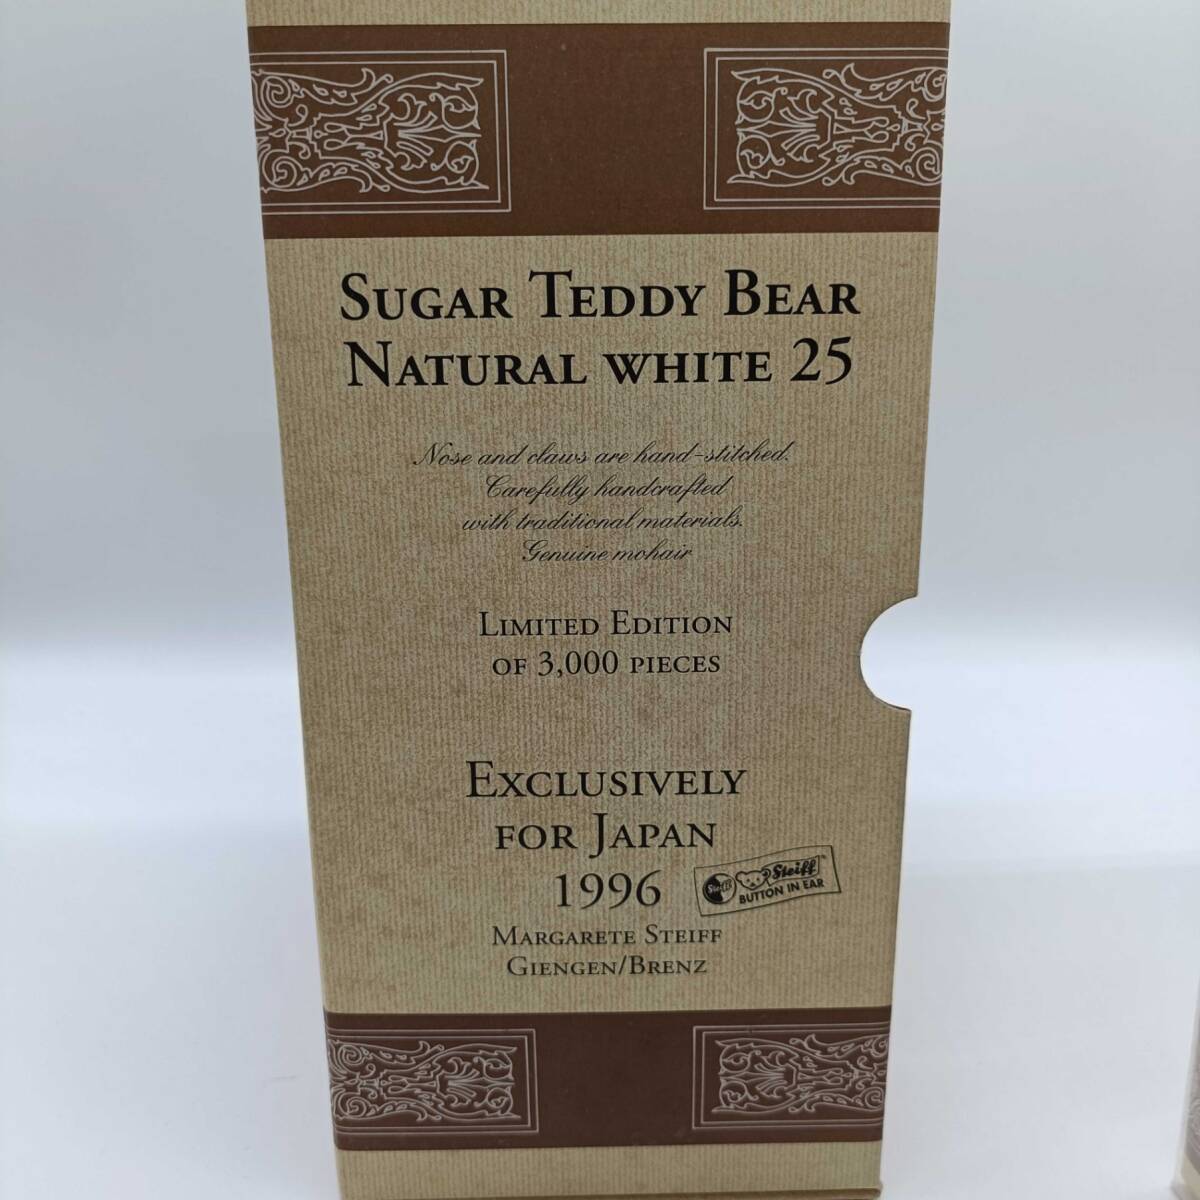 SUGAR TEDDY BEAR
NATURAL WHITE 25
Nose and claws are hand-stitched.
Carefully handcrafted
with traditional materials.
Genuine mohair
LIMITED EDITION
OF 3,000 PIECES
EXCLUSIVELY
FOR JAPAN
1996
Steiff
Steiff
BUTTON IN EAR
MARGARETE STEIFF
GIENGEN/BRENZ